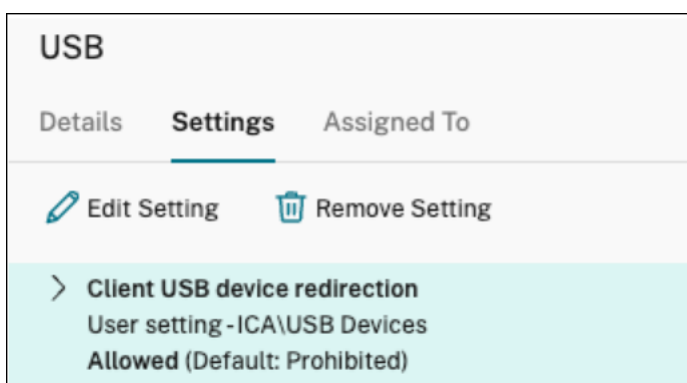 USB
Details Settings Assigned To
Edit Setting Remove Setting
Client USB device redirection
User setting - ICA\USB Devices
Allowed (Default: Prohibited)